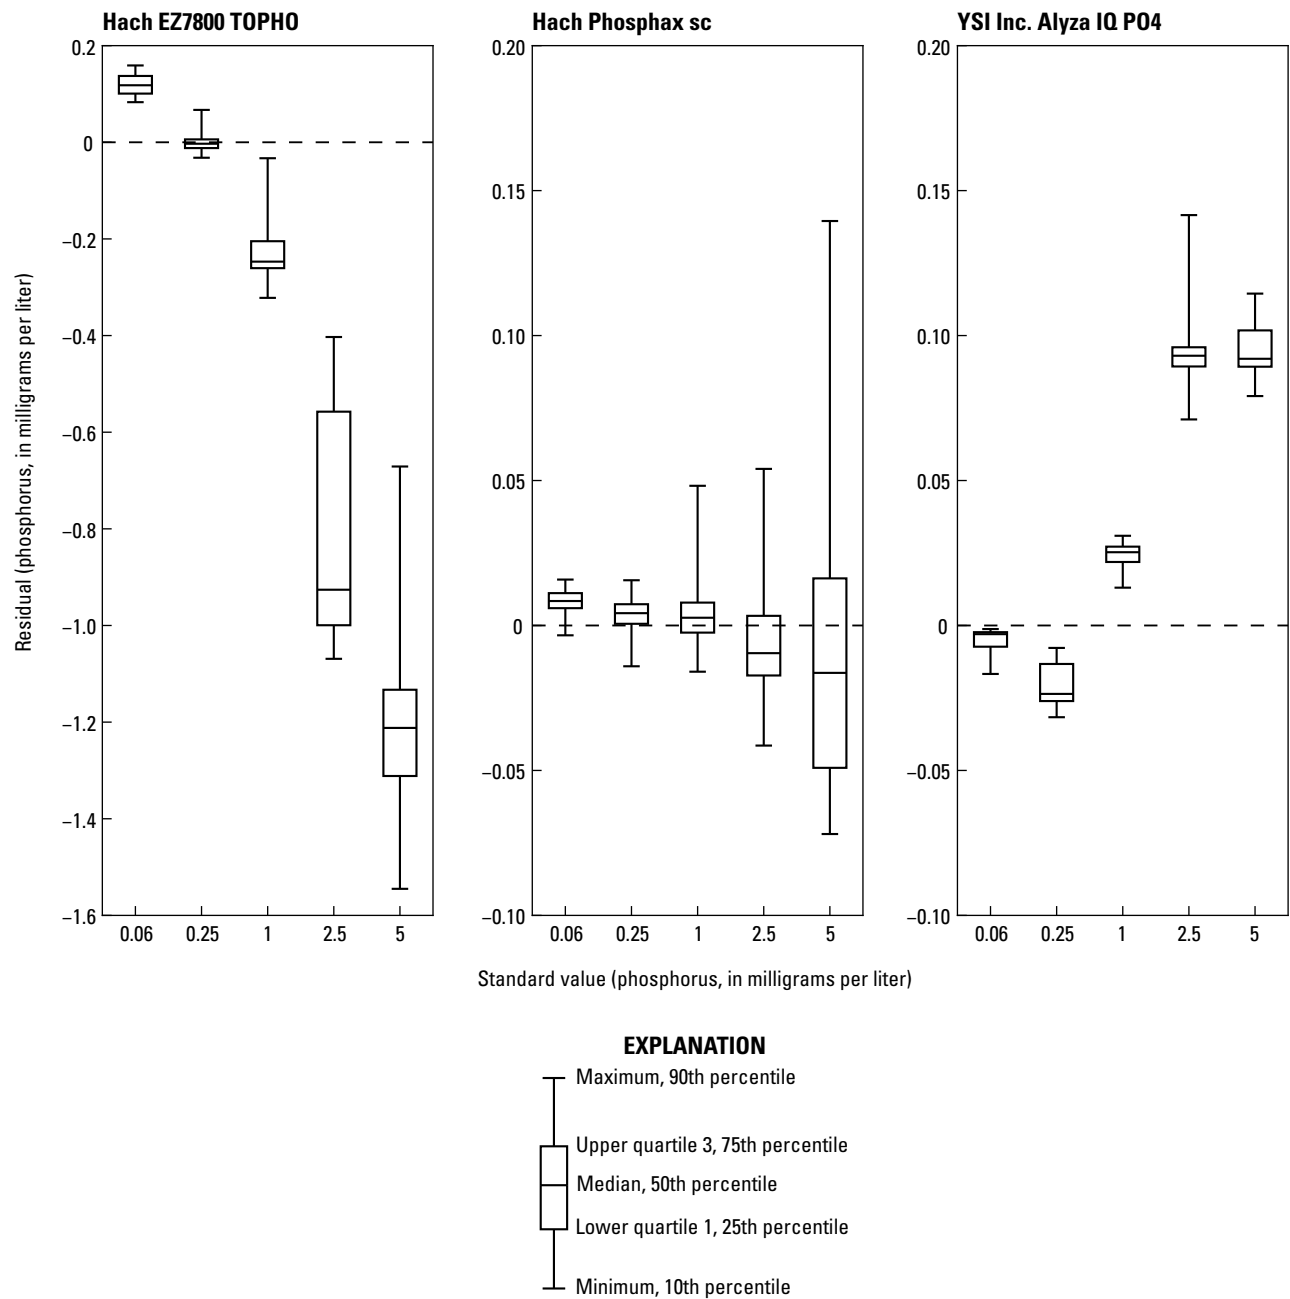 Hach EZ7800 TOPHO
Hach Phosphax sc
YSI Inc. Alyza IQ PO4
Residual (phosphorus, in milligrams per liter)
0.2
0
−0.2
−0.4
−0.6
−0.8
−1.0
−1.2
−1.4
−1.6
0.06 0.25 1 2.5 5
0.20
0.15
0.10
0.05
0
−0.05
−0.10
0.06 0.25 1 2.5 5
0.20
0.15
0.10
0.05
0
−0.05
−0.10
0.06 0.25 1 2.5 5
Standard value (phosphorus, in milligrams per liter)
EXPLANATION
Maximum, 90th percentile
Upper quartile 3, 75th percentile
Median, 50th percentile
Lower quartile 1, 25th percentile
Minimum, 10th percentile